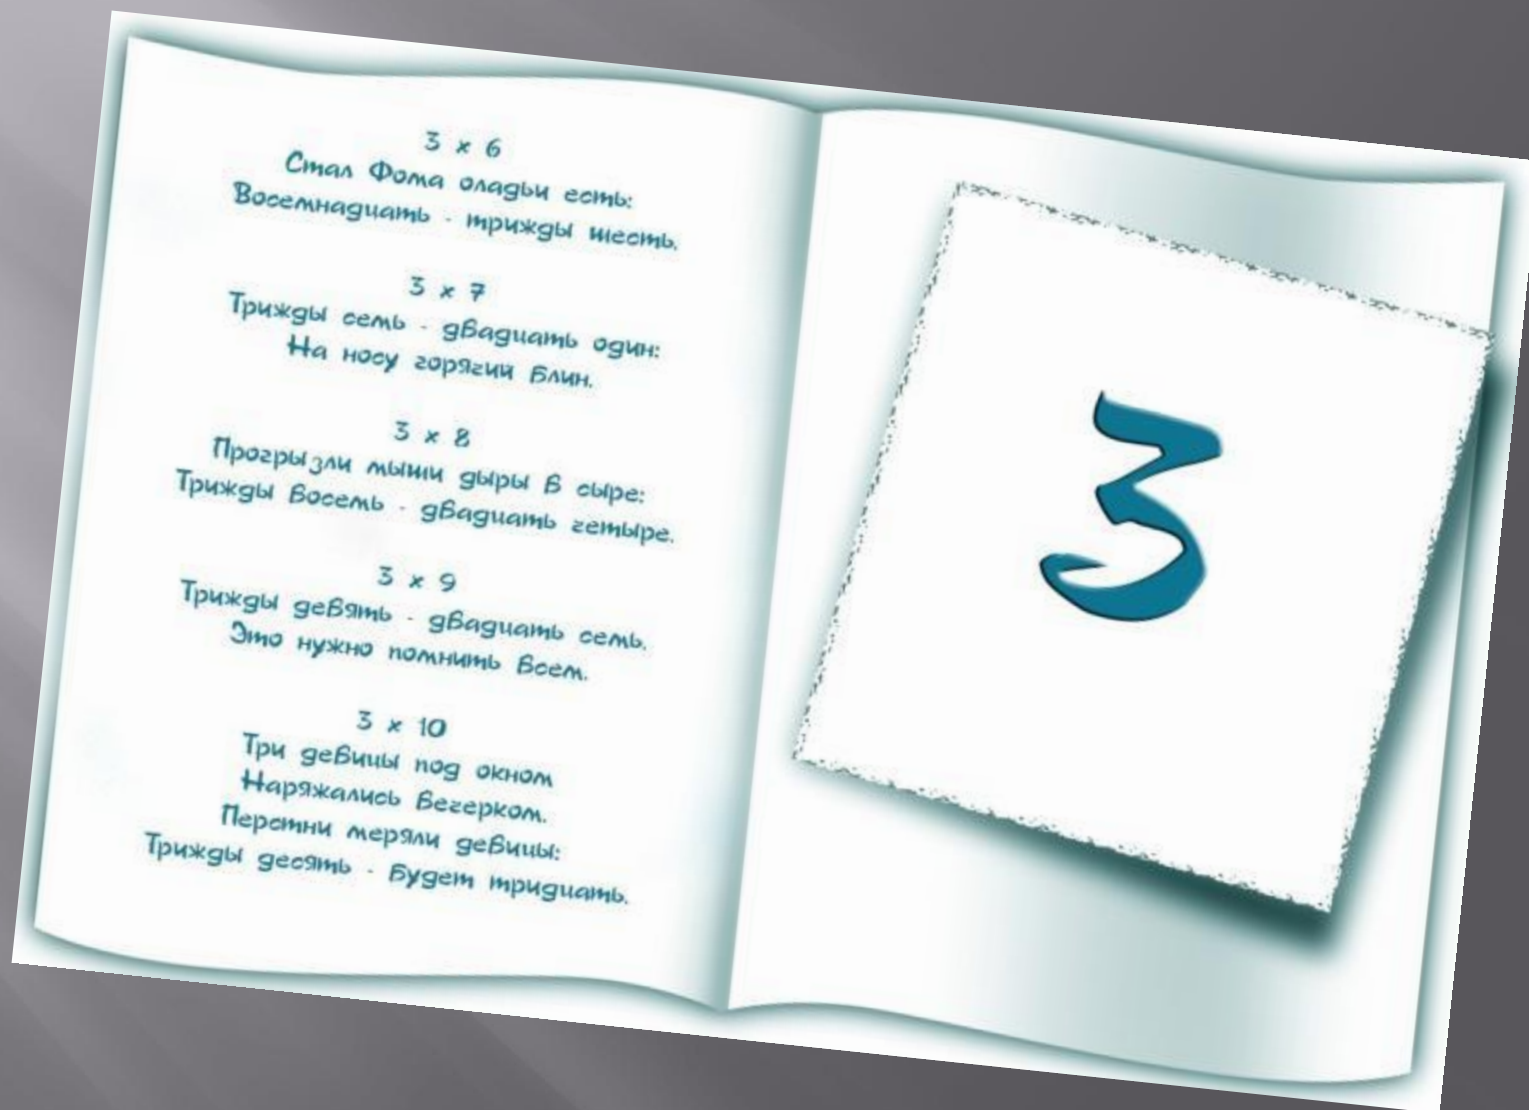 3 x 6
Стал Фома оладьи есть:
Восемнадцать - трижды шесть.
3 x 7
Трижды семь - двадцать один:
На носу горячий блин.
3 x 8
Прогрызли мыши дыры в сыре:
Трижды восемь - двадцать четыре.
3 x 9
Трижды девять - двадцать семь.
Это нужно помнить всем.
3 x 10
Три девицы под окном
Наряжались вечерком.
Перстни меряли девицы:
Трижды десять - будет тридцать.
3